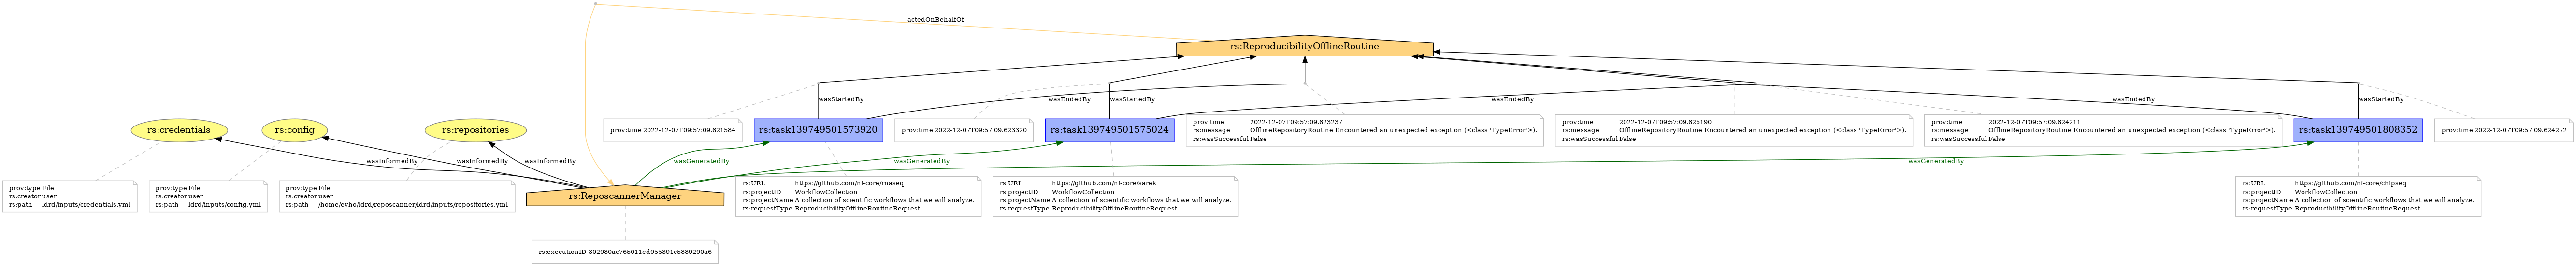 actedOnBehalfOf
rs:ReproducibilityOfflineRoutine
wasStartedBy
wasEndedBy
wasStartedBy
wasEndedBy
wasEndedBy
wasStartedBy
rs:credentials
rs:config
rs:repositories
prov:time 2022-12-07T09:57:09.621584
rs:task139749501573920
prov:time 2022-12-07T09:57:09.623320
rs:task139749501575024
prov:time 2022-12-07T09:57:09.623237
rs:message OfflineRepositoryRoutine Encountered an unexpected exception (<class 'TypeError'>).
rs:wasSuccessful False
prov:time 2022-12-07T09:57:09.625190
rs:message OfflineRepositoryRoutine Encountered an unexpected exception (<class 'TypeError'>).
rs:wasSuccessful False
prov:time 2022-12-07T09:57:09.624211
rs:message OfflineRepositoryRoutine Encountered an unexpected exception (<class 'TypeError'>).
rs:wasSuccessful False
rs:task139749501808352
prov:time 2022-12-07T09:57:09.624272
wasInformedBy
wasInformedBy
wasInformedBy
wasGeneratedBy
wasGeneratedBy
wasGeneratedBy
prov:type File
rs:creator user
rs:path ldrd/inputs/credentials.yml
prov:type File
rs:creator user
rs:path ldrd/inputs/config.yml
prov:type File
rs:creator user
rs:path /home/evho/ldrd/reposcanner/ldrd/inputs/repositories.yml
rs:ReposcannerManager
rs:URL https://github.com/nf-core/rnaseq
rs:projectID WorkflowCollection
rs:projectName A collection of scientific workflows that we will analyze.
rs:requestType ReproducibilityOfflineRoutineRequest
rs:URL https://github.com/nf-core/sarek
rs:projectID WorkflowCollection
rs:projectName A collection of scientific workflows that we will analyze.
rs:requestType ReproducibilityOfflineRoutineRequest
rs:URL https://github.com/nf-core/chipseq
rs:projectID WorkflowCollection
rs:projectName A collection of scientific workflows that we will analyze.
rs:requestType ReproducibilityOfflineRoutineRequest
rs:executionID 302980ac765011ed955391c5889290a6